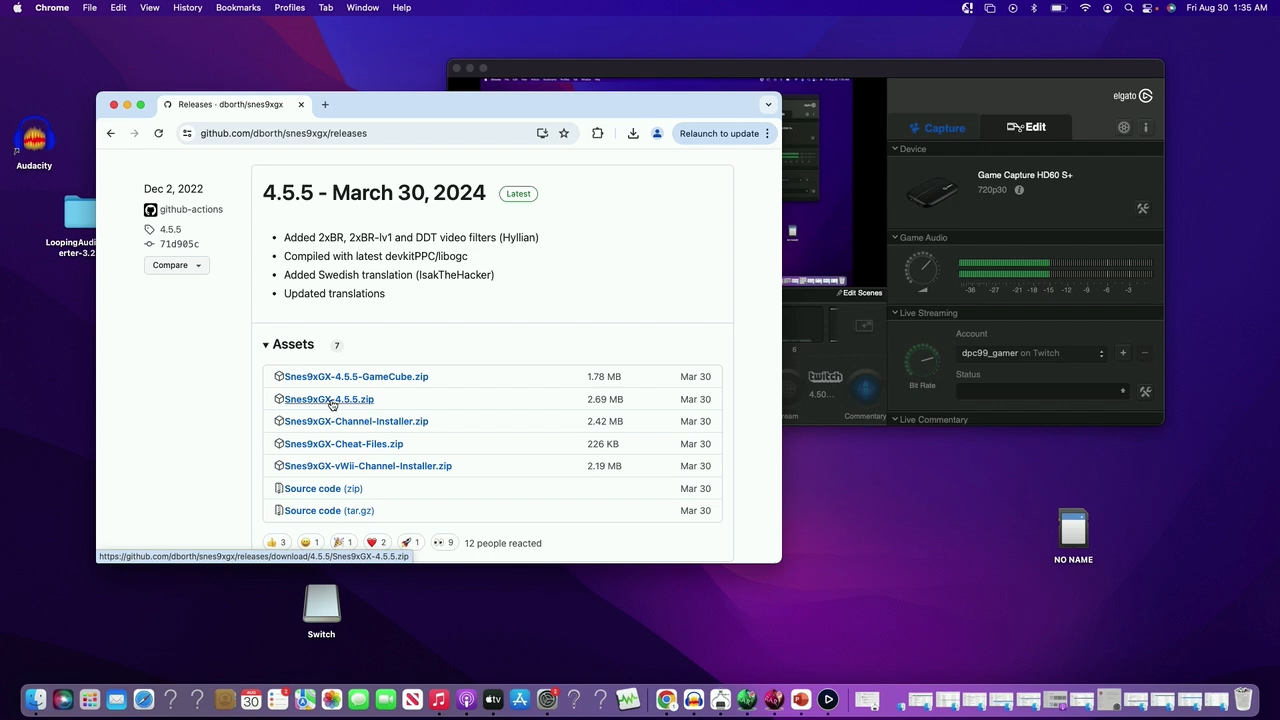 Chrome File Edit View History Bookmarks Profiles Tab Window Help
Fri Aug 30 1:35 AM
Audacity
LoopingAudi
erter-3.2
Releases · dborth/snes9xgx
github.com/dborth/snes9xgx/releases
Relaunch to update
Dec 2, 2022
github-actions
4.5.5
71d905c
Compare
4.5.5 - March 30, 2024 Latest
Added 2xBR, 2xBR-lv1 and DDT video filters (Hyllian)
Compiled with latest devkitPPC/libogc
Added Swedish translation (IsakTheHacker)
Updated translations
Assets 7
Snes9xGX-4.5.5-GameCube.zip 1.78 MB Mar 30
Snes9xGX-4.5.5.zip 2.69 MB Mar 30
Snes9xGX-Channel-Installer.zip 2.42 MB Mar 30
Snes9xGX-Cheat-Files.zip 226 KB Mar 30
Snes9xGX-vWii-Channel-Installer.zip 2.19 MB Mar 30
Source code (zip) Mar 30
Source code (tar.gz) Mar 30
3 1 1 2 1 9 12 people reacted
https://github.com/dborth/snes9xgx/releases/download/4.5.5/Snes9xGX-4.5.5.zip
elgato
Capture Edit
Device
Game Capture HD60 S+
720p30
Game Audio
-36 -27 -21 -18 -15 -12 -9 -6 -3
Edit Scenes
6
Live Streaming
Account
dpc99_gamer on Twitch
Status
Bit Rate
twitch
4.50...
ream Commentary
Live Commentary
NO NAME
Switch